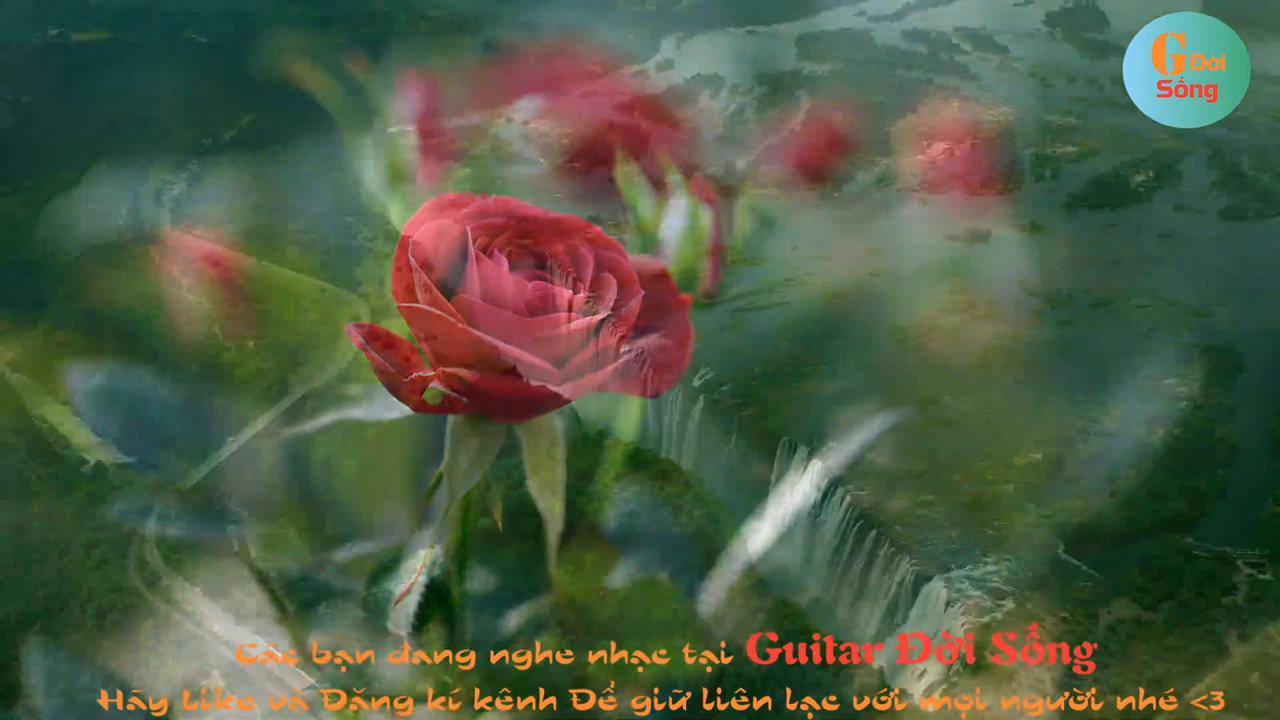 G Đời
Sống
Các bạn đang nghe nhạc tại Guitar Đời Sống
Hãy Like và Đăng kí kênh Để giữ liên lạc với mọi người nhé <3